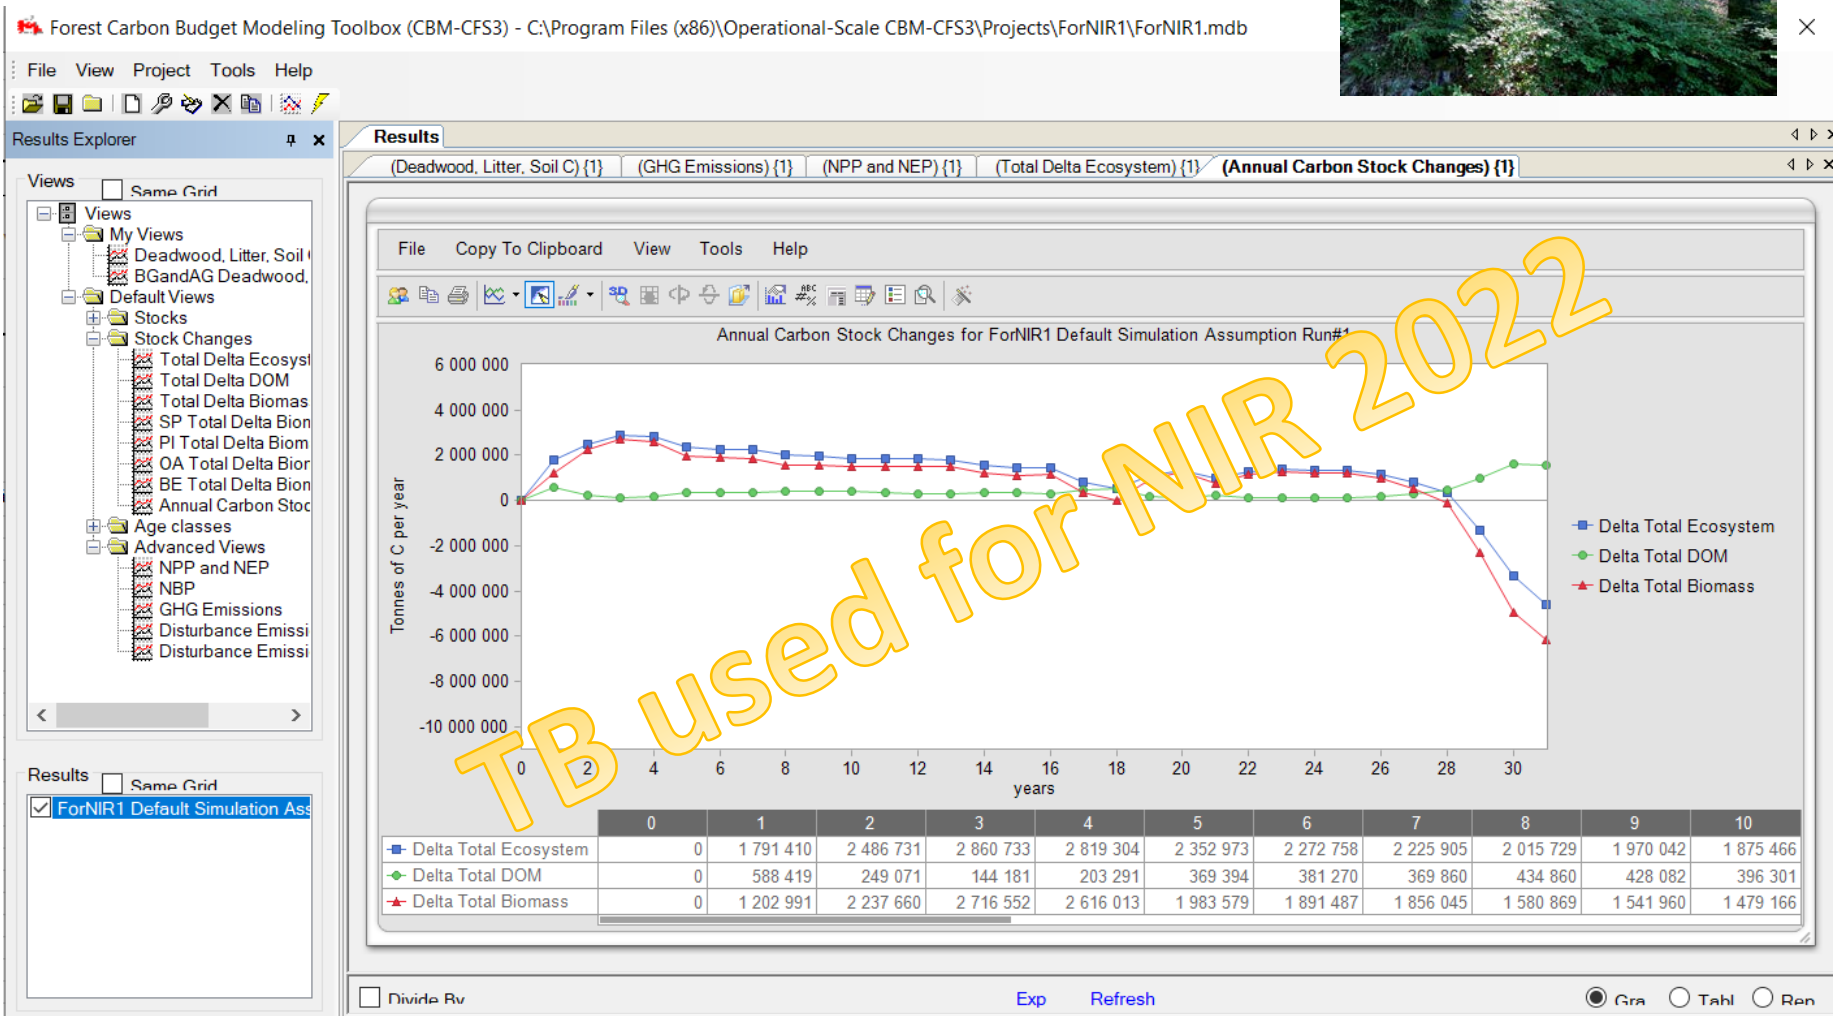 Forest Carbon Budget Modeling Toolbox (CBM-CFS3) - C:\Program Files (x86)\Operational-Scale CBM-CFS3\Projects\ForNIR1\ForNIR1.mdb
File View Project Tools Help
Results Explorer
Views
Same Grid
Views
My Views
Deadwood, Litter, Soil
BGandAG Deadwood,
Default Views
Stocks
Stock Changes
Total Delta Ecosyst
Total Delta DOM
Total Delta Biomas
SP Total Delta Bion
PI Total Delta Biom
OA Total Delta Bior
BE Total Delta Bion
Annual Carbon Stoc
Age classes
Advanced Views
NPP and NEP
NBP
GHG Emissions
Disturbance Emissi
Disturbance Emissi
Results
Same Grid
ForNIR1 Default Simulation Ass
Results
(Deadwood, Litter, Soil C) {1} (GHG Emissions) {1} (NPP and NEP) {1} (Total Delta Ecosystem) {1} (Annual Carbon Stock Changes) {1}
File Copy To Clipboard View Tools Help
Annual Carbon Stock Changes for ForNIR1 Default Simulation Assumption Run#1
6 000 000
4 000 000
2 000 000
0
-2 000 000
-4 000 000
-6 000 000
-8 000 000
-10 000 000
Tonnes of C per year
0 2 4 6 8 10 12 14 16 18 20 22 24 26 28 30
years
Delta Total Ecosystem
Delta Total DOM
Delta Total Biomass
TB used for NIR 2022
0 1 2 3 4 5 6 7 8 9 10
Delta Total Ecosystem 0 1 791 410 2 486 731 2 860 733 2 819 304 2 352 973 2 272 758 2 225 905 2 015 729 1 970 042 1 875 466
Delta Total DOM 0 588 419 249 071 144 181 203 291 369 394 381 270 369 860 434 860 428 082 396 301
Delta Total Biomass 0 1 202 991 2 237 660 2 716 552 2 616 013 1 983 579 1 891 487 1 856 045 1 580 869 1 541 960 1 479 166
Divide By Exp Refresh Gra Tabl Rep